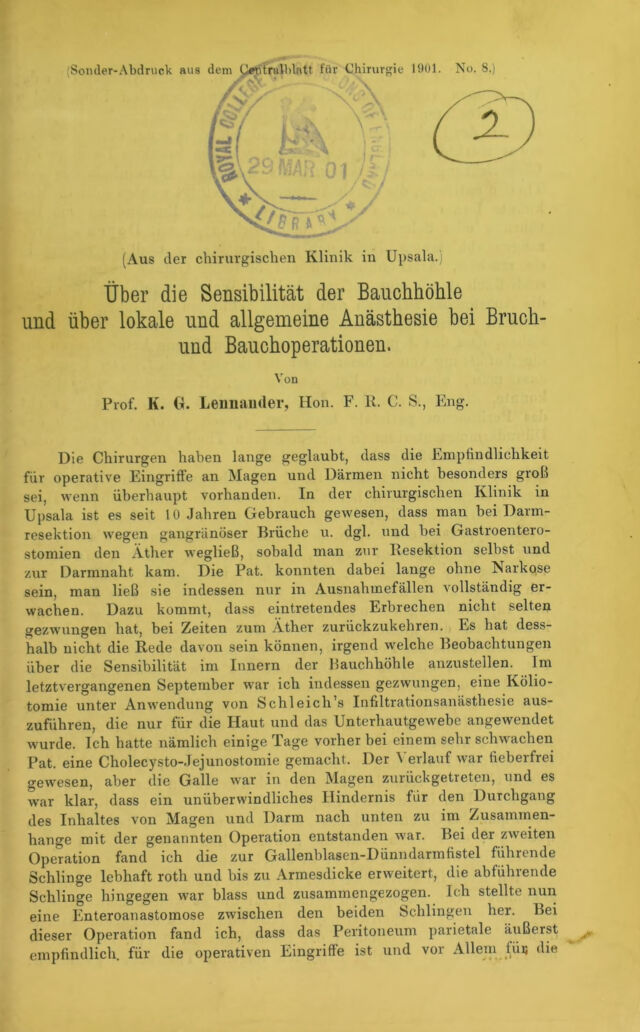 (Sonder-Abdruck aus dem Centralblatt für Chirurgie 1901. No. 8.)
2
ROYAL COLLEGE OF SURGEONS OF ENGLAND
29 MAR 01
* LIBRARY *
(Aus der chirurgischen Klinik in Upsala.)
Über die Sensibilität der Bauchhöhle
und über lokale und allgemeine Anästhesie bei Bruch-
und Bauchoperationen.
Von
Prof. K. G. Lennander, Hon. F. R. C. S., Eng.
Die Chirurgen haben lange geglaubt, dass die Empfindlichkeit
für operative Eingriffe an Magen und Därmen nicht besonders groß
sei, wenn überhaupt vorhanden. In der chirurgischen Klinik in
Upsala ist es seit 10 Jahren Gebrauch gewesen, dass man bei Darm-
resektion wegen gangränöser Brüche u. dgl. und bei Gastroentero-
stomien den Äther wegließ, sobald man zur Resektion selbst und
zur Darmnaht kam. Die Pat. konnten dabei lange ohne Narkose
sein, man ließ sie indessen nur in Ausnahmefällen vollständig er-
wachen. Dazu kommt, dass eintretendes Erbrechen nicht selten
gezwungen hat, bei Zeiten zum Äther zurückzukehren. Es hat dess-
halb nicht die Rede davon sein können, irgend welche Beobachtungen
über die Sensibilität im Innern der Bauchhöhle anzustellen. Im
letztvergangenen September war ich indessen gezwungen, eine Kölio-
tomie unter Anwendung von Schleich's Infiltrationsanästhesie aus-
zuführen, die nur für die Haut und das Unterhautgewebe angewendet
wurde. Ich hatte nämlich einige Tage vorher bei einem sehr schwachen
Pat. eine Cholecysto-Jejunostomie gemacht. Der Verlauf war fieberfrei
gewesen, aber die Galle war in den Magen zurückgetreten, und es
war klar, dass ein unüberwindliches Hindernis für den Durchgang
des Inhaltes von Magen und Darm nach unten zu im Zusammen-
hange mit der genannten Operation entstanden war. Bei der zweiten
Operation fand ich die zur Gallenblasen-Dünndarmfistel führende
Schlinge lebhaft roth und bis zu Armesdicke erweitert, die abführende
Schlinge hingegen war blass und zusammengezogen. Ich stellte nun
eine Enteroanastomose zwischen den beiden Schlingen her. Bei
dieser Operation fand ich, dass das Peritoneum parietale äußerst
empfindlich für die operativen Eingriffe ist und vor Allem für die